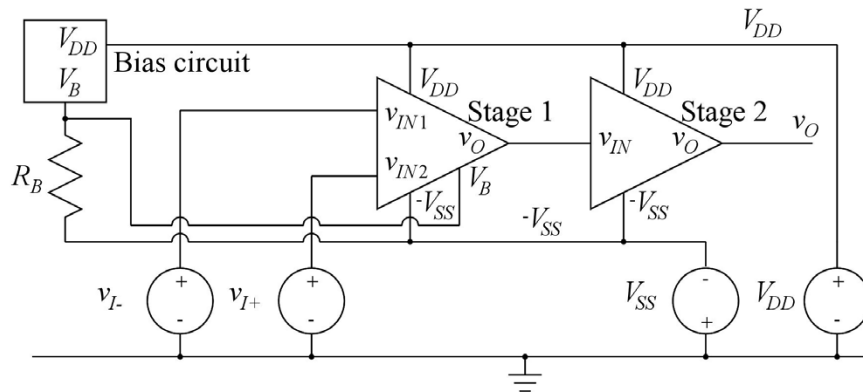 V_DD
V_DD
V_B
Bias circuit
V_DD
Stage 1
V_DD
Stage 2
v_IN1
v_O
v_IN
v_O
v_O
v_IN2
V_B
R_B
-V_SS
-V_SS
-V_SS
v_I-
+
-
v_I+
+
-
V_SS
-
+
V_DD
+
-